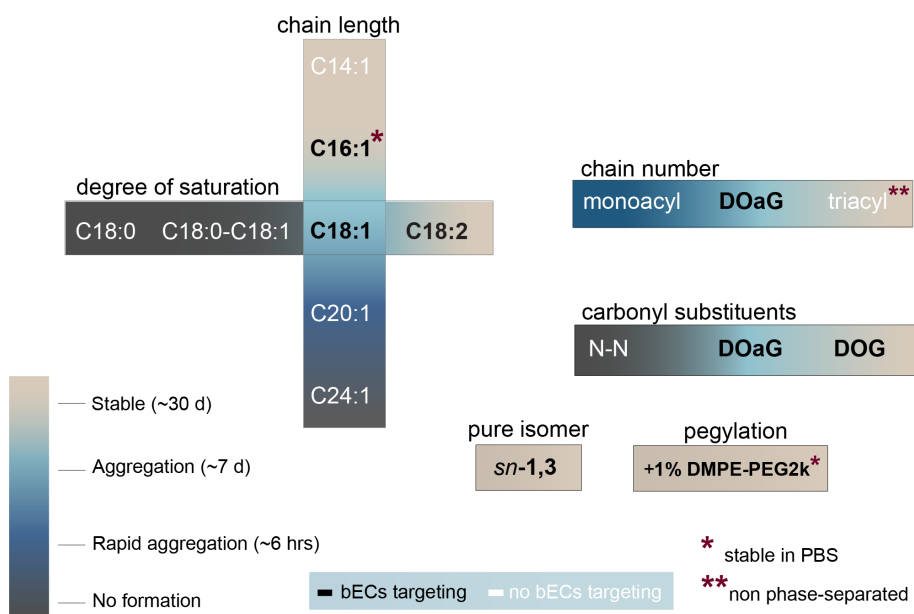 chain length
C14:1
C16:1*
degree of saturation
C18:0 C18:0-C18:1 C18:1 C18:2
C20:1
C24:1
chain number
monoacyl DOaG triacyl**
carbonyl substituents
N-N DOaG DOG
pure isomer
sn-1,3
pegylation
+1% DMPE-PEG2k*
Stable (~30 d)
Aggregation (~7 d)
Rapid aggregation (~6 hrs)
No formation
bECs targeting no bECs targeting
* stable in PBS
** non phase-separated